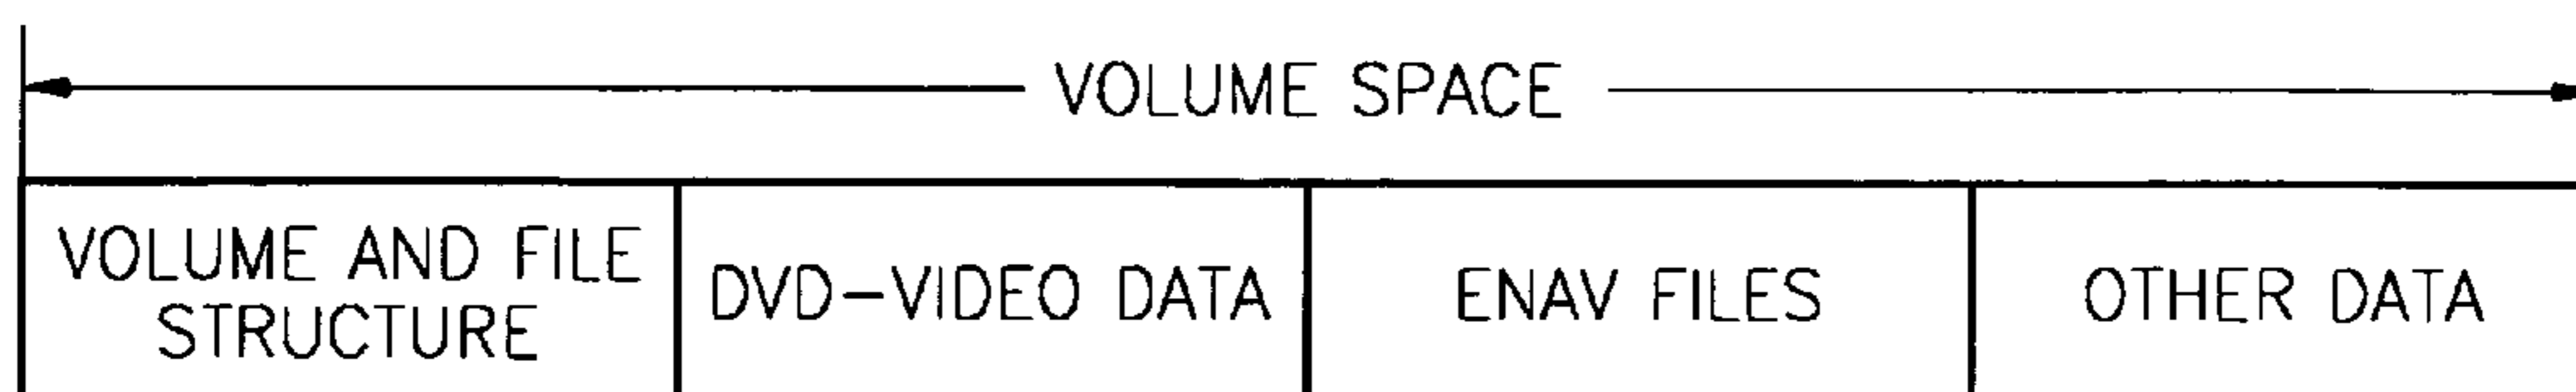 VOLUME SPACE
VOLUME AND FILE
STRUCTURE
DVD-VIDEO DATA
ENAV FILES
OTHER DATA